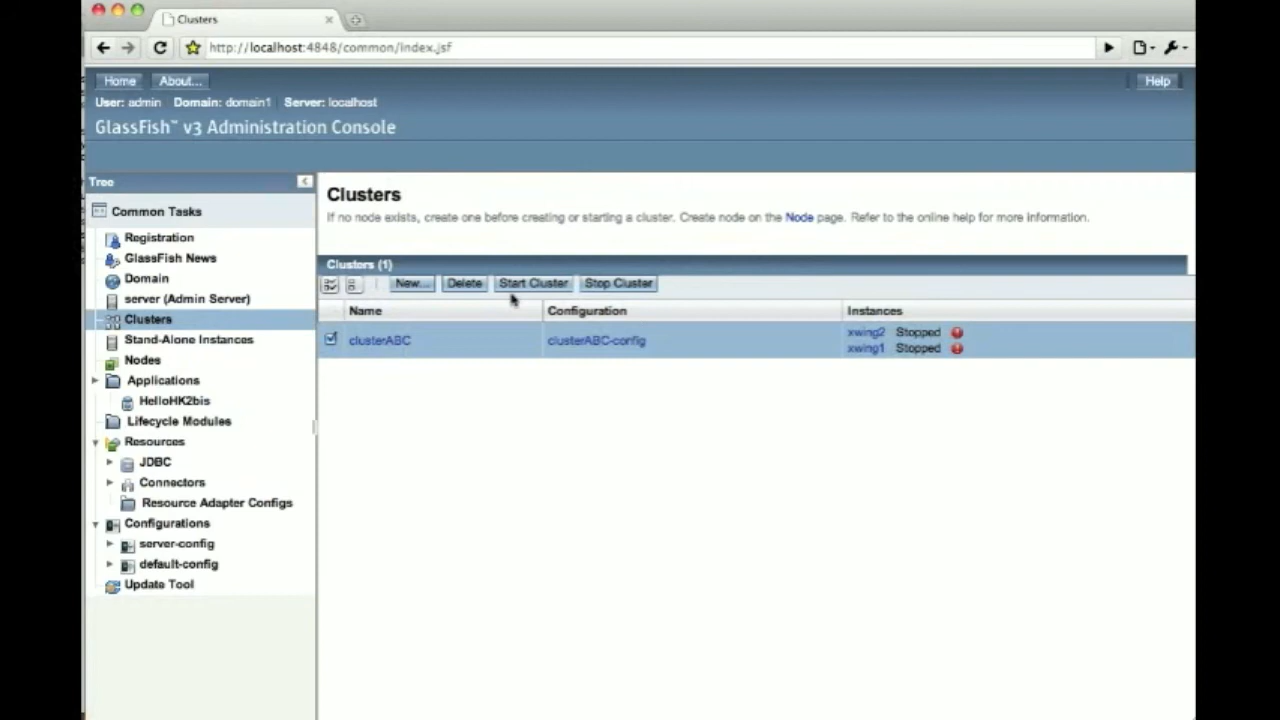 Clusters
http://localhost:4848/common/index.jsf
Home About... Help
User: admin Domain: domain1 Server: localhost
GlassFish™ v3 Administration Console
Tree
Common Tasks
Registration
GlassFish News
Domain
server (Admin Server)
Clusters
Stand-Alone Instances
Nodes
Applications
HelloHK2bis
Lifecycle Modules
Resources
JDBC
Connectors
Resource Adapter Configs
Configurations
server-config
default-config
Update Tool
Clusters
If no node exists, create one before creating or starting a cluster. Create node on the Node page. Refer to the online help for more information.
Clusters (1)
New... Delete Start Cluster Stop Cluster
Name Configuration Instances
clusterABC clusterABC-config xwing2 Stopped
xwing1 Stopped